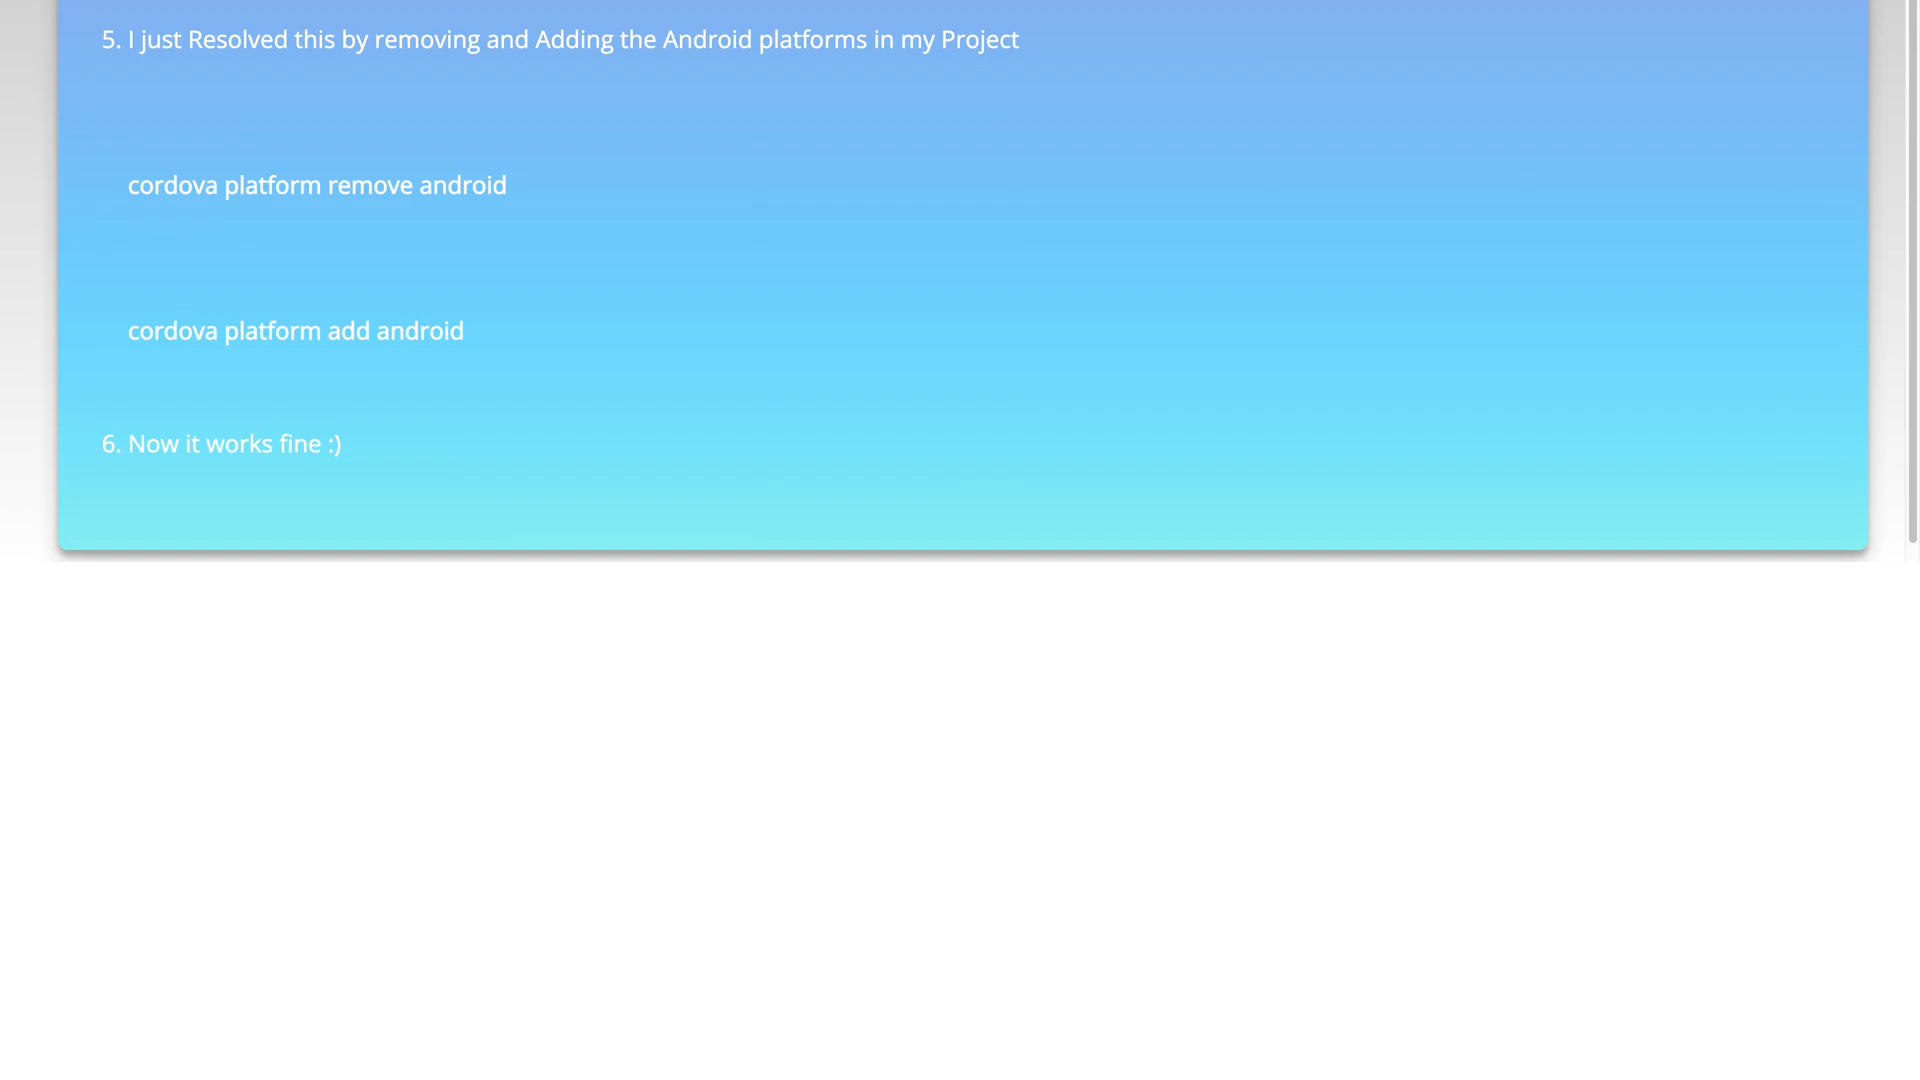 5. I just Resolved this by removing and Adding the Android platforms in my Project
cordova platform remove android
cordova platform add android
6. Now it works fine :)